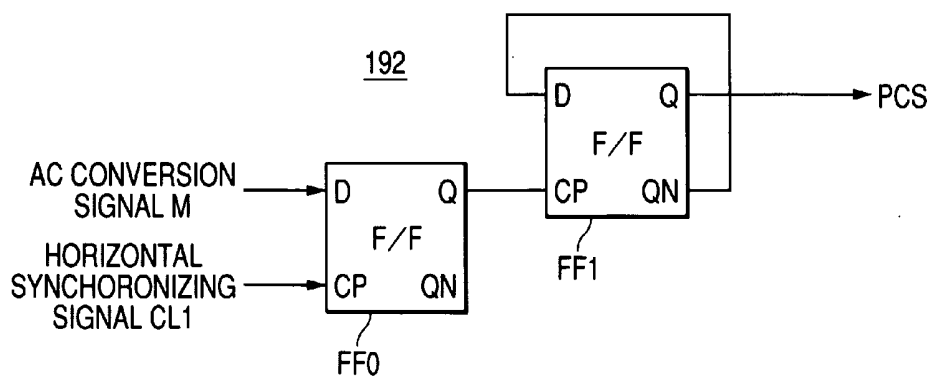 192
D Q
F/F
CP QN
FF1
PCS
AC CONVERSION
SIGNAL M
HORIZONTAL
SYNCHORONIZING
SIGNAL CL1
D Q
F/F
CP QN
FF0